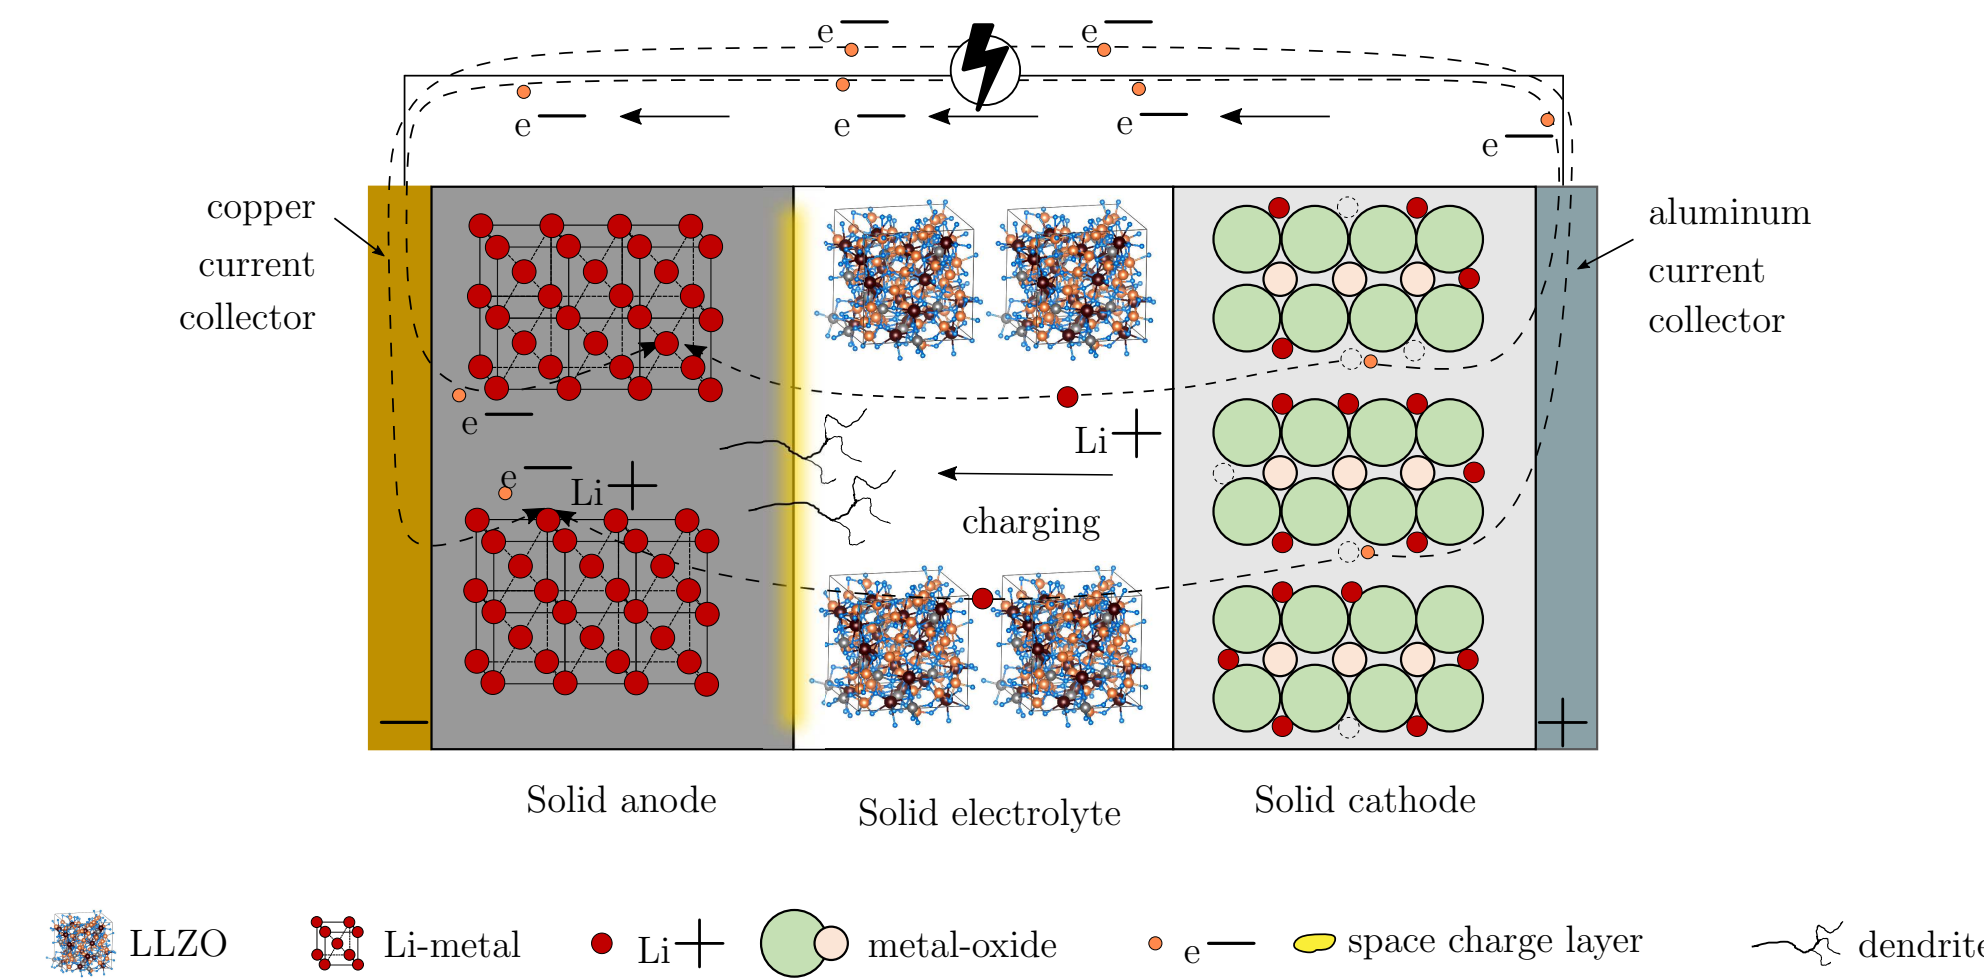 e—
e—
e—
e—
e—
e—
copper
current
collector
aluminum
current
collector
e—
Li+
e—
Li+
charging
—
+
Solid anode
Solid electrolyte
Solid cathode
LLZO
Li-metal
Li+
metal-oxide
e—
space charge layer
dendrite